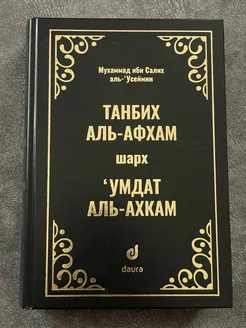 Мухаммад ибн Салих
аль-‘Усеймин
ТАНБИХ
АЛЬ-АФХАМ
шарх
‘УМДАТ
АЛЬ-АХКАМ
daura